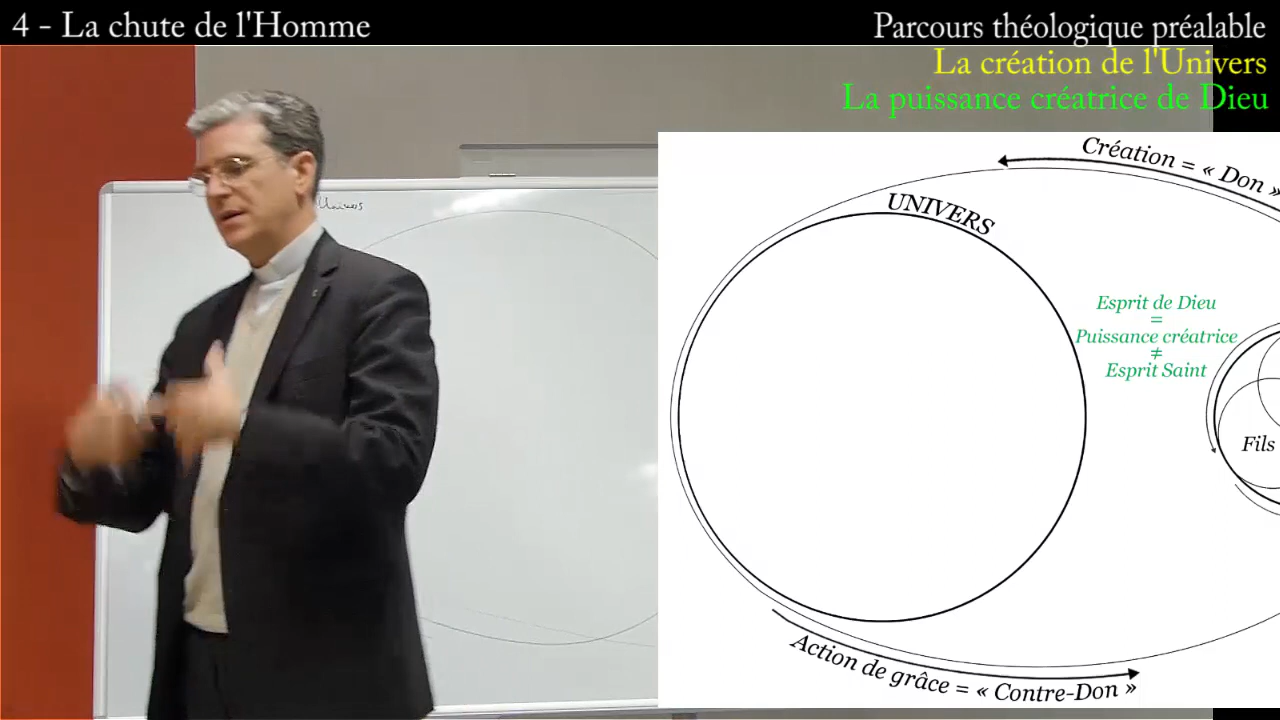 4 - La chute de l'Homme
Parcours théologique préalable
La création de l'Univers
La puissance créatrice de Dieu
Univers
Création = « Don »
UNIVERS
Esprit de Dieu
=
Puissance créatrice
≠
Esprit Saint
Fils
Action de grâce = « Contre-Don »